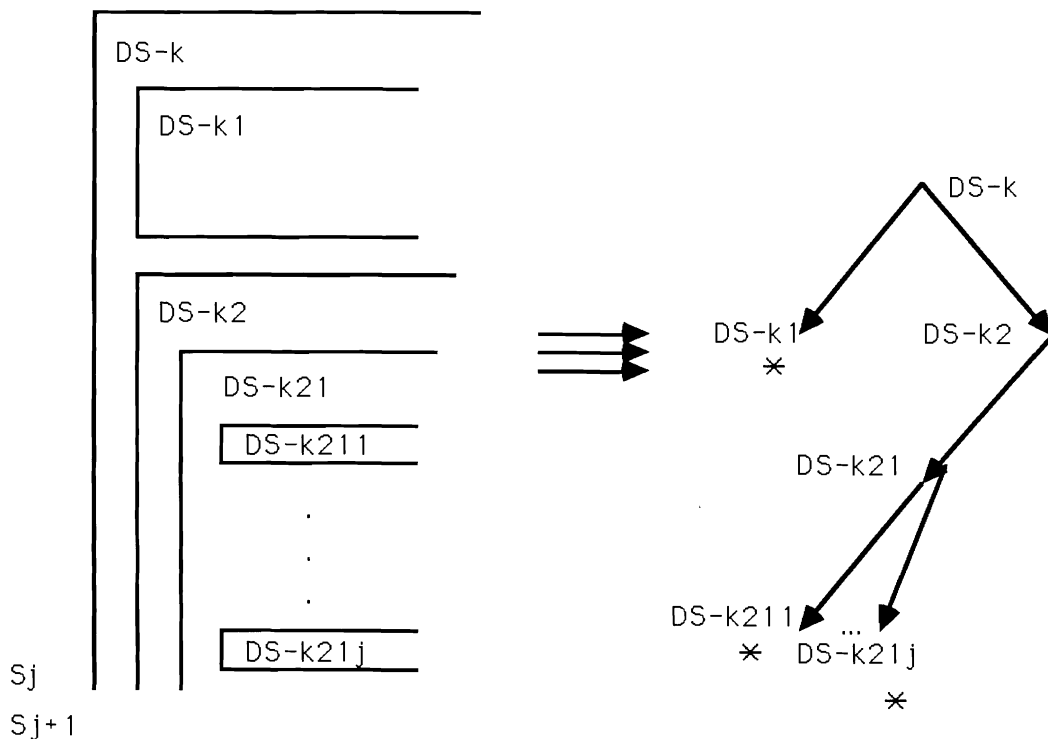 DS-k
DS-k1
DS-k2
DS-k21
DS-k211
.
.
.
DS-k21j
Sj
Sj+1
DS-k
DS-k1
*
DS-k2
DS-k21
DS-k211
*
...
DS-k21j
*